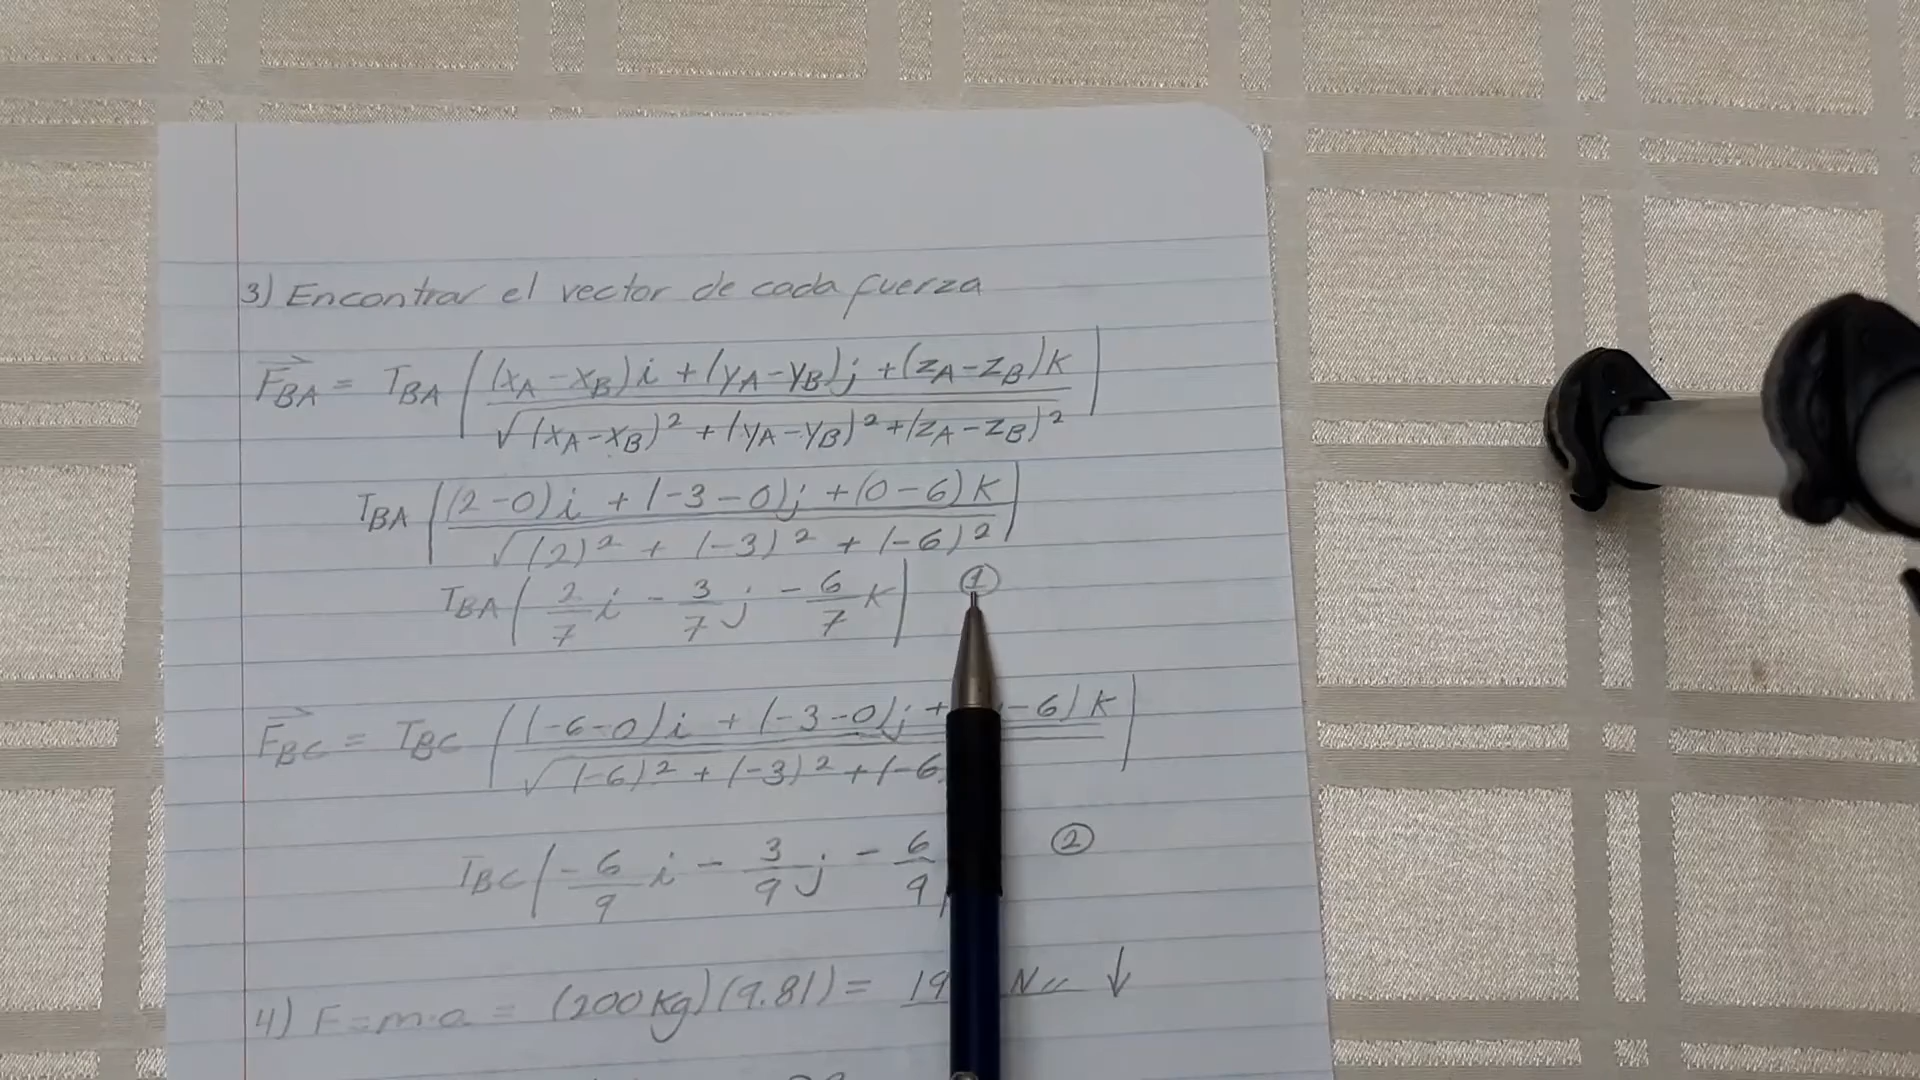 3) Encontrar el vector de cada fuerza
F_BA = T_BA ( (x_A - x_B)i + (y_A - y_B)j + (z_A - z_B)k )
√(x_A - x_B)² + (y_A - y_B)² + (z_A - z_B)²
T_BA ( (2 - 0)i + (-3 - 0)j + (0 - 6)k )
√(2)² + (-3)² + (-6)²
T_BA ( 2/7 i - 3/7 j - 6/7 k ) ①
F_BC = T_BC ( (-6 - 0)i + (-3 - 0)j + - 6)k )
√(-6)² + (-3)² + (-6
T_BC ( -6/9 i - 3/9 j - 6/9 ②
4) F = m·a = (200 Kg)(9.81) = 19 N ↓